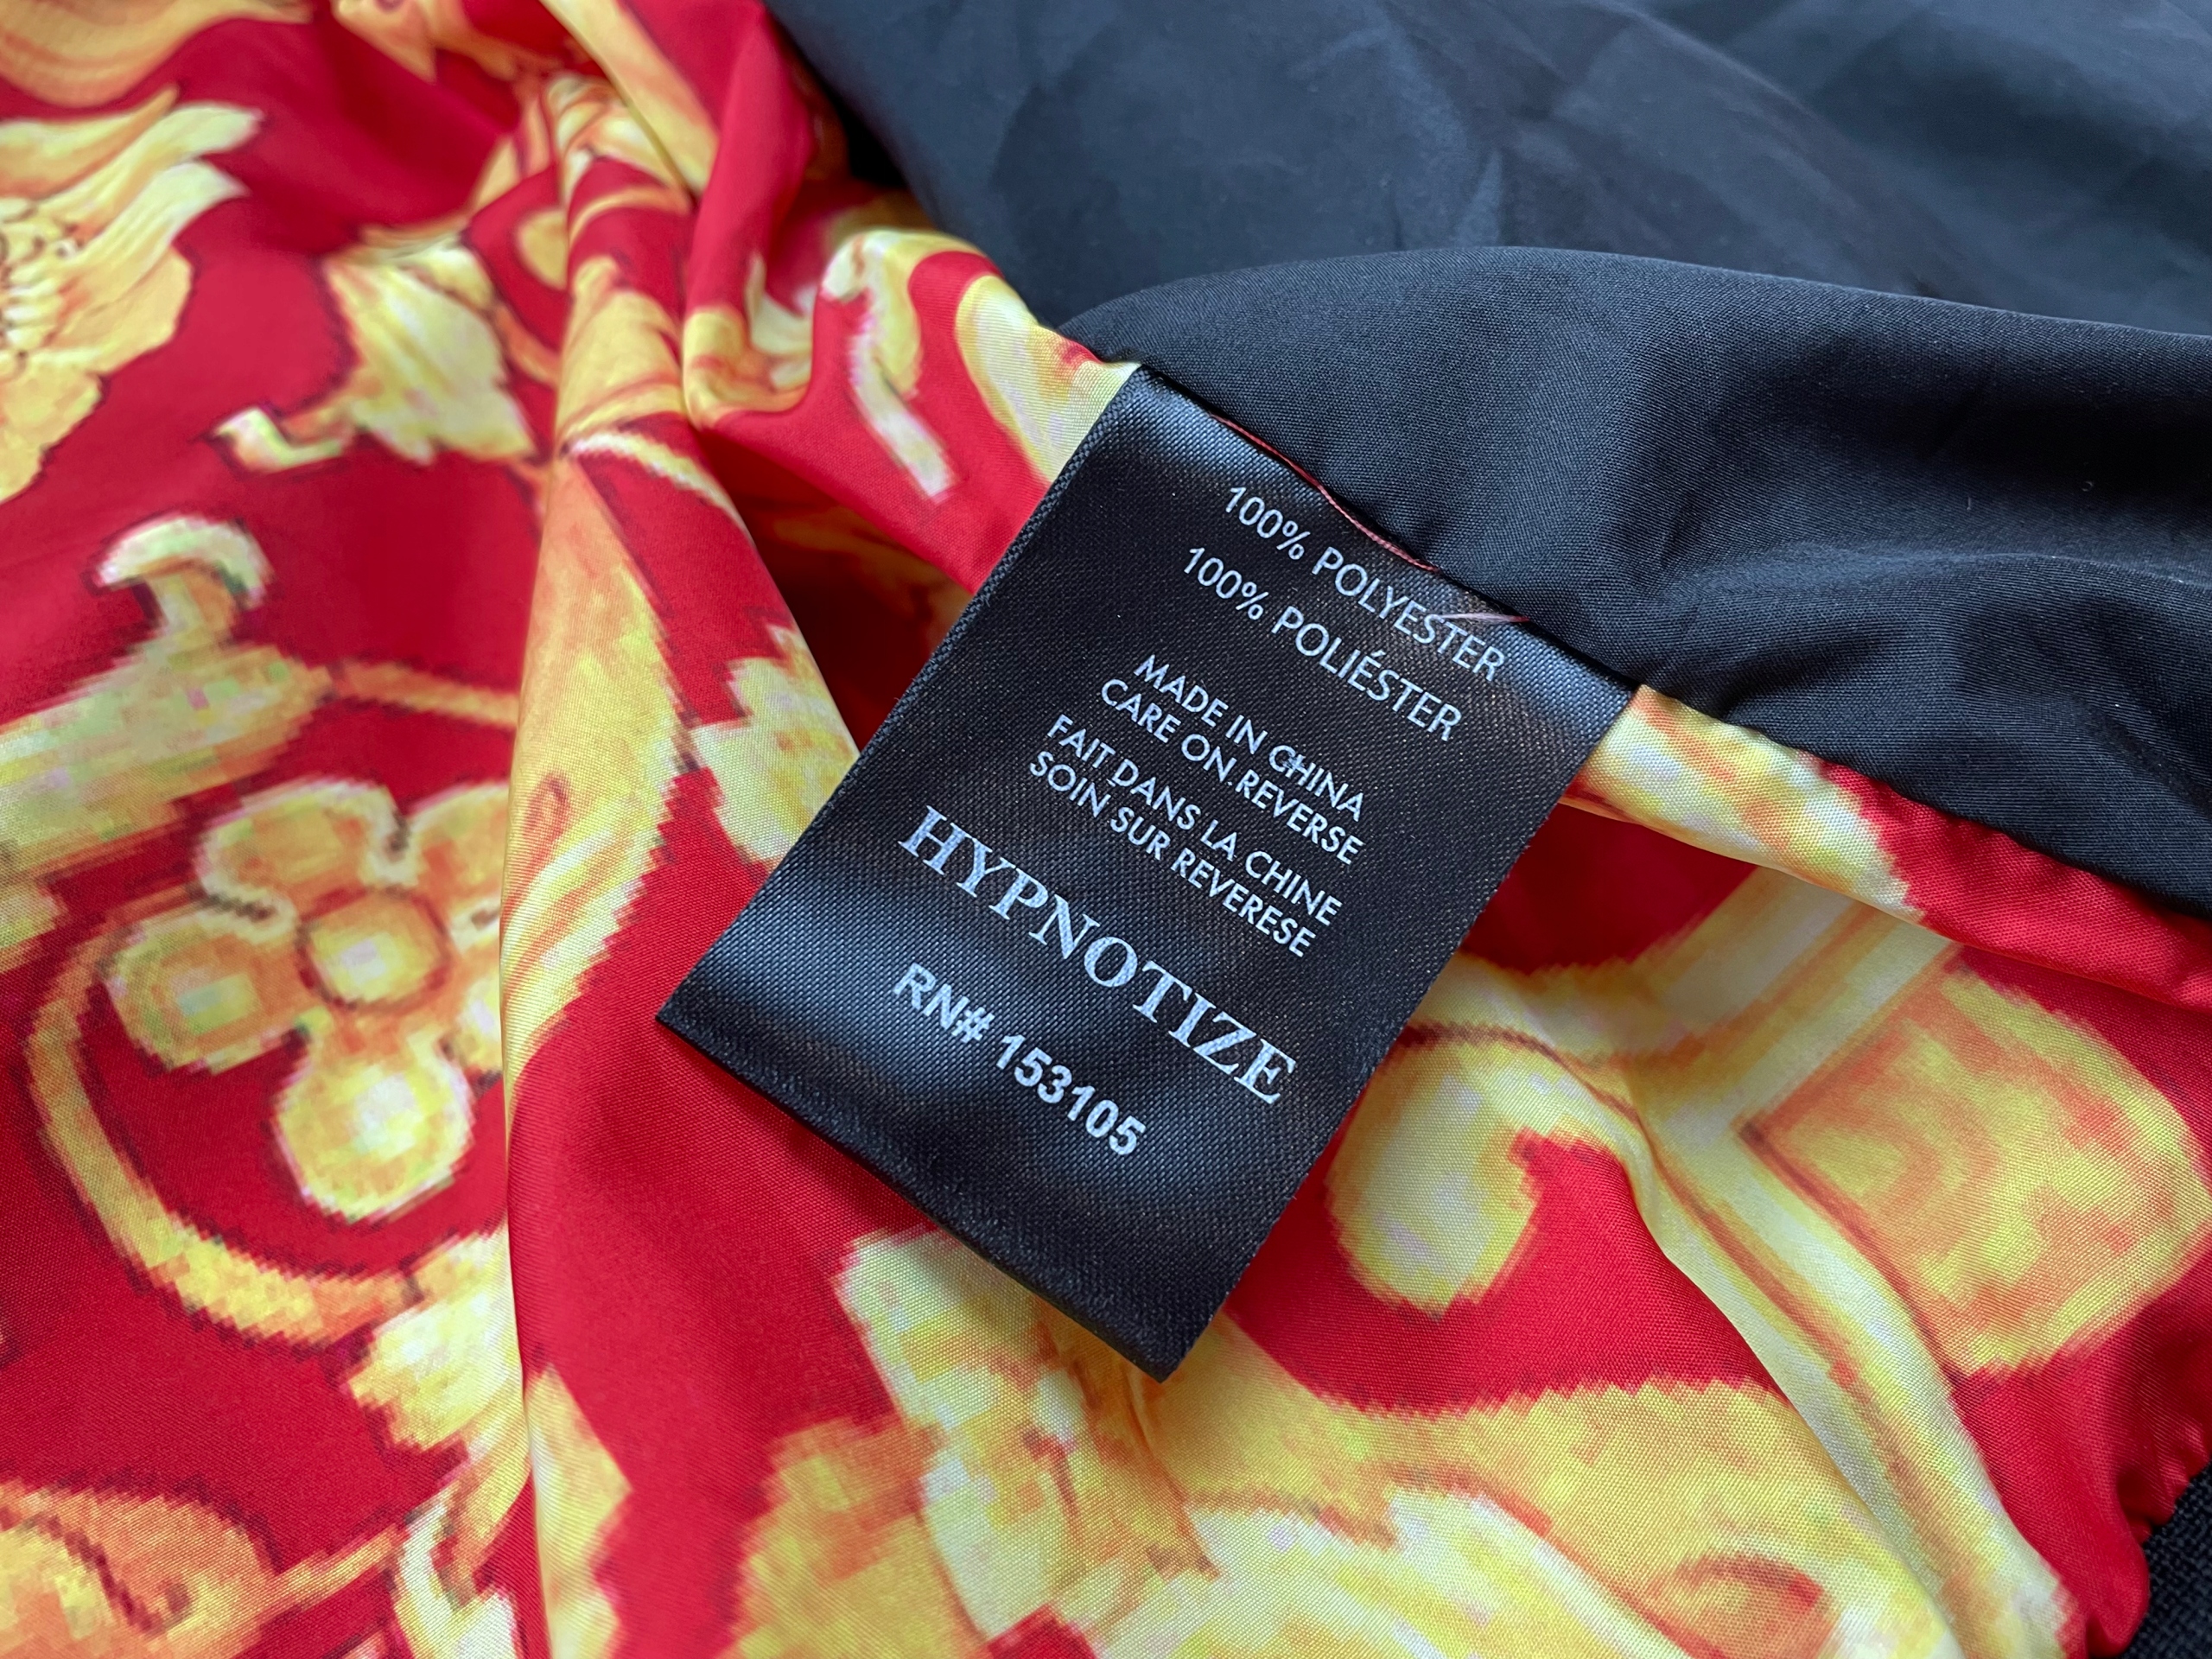 100% POLYESTER
100% POLIÉSTER
MADE IN CHINA
CARE ON REVERSE
FAIT DANS LA CHINE
SOIN SUR REVERESE
HYPNOTIZE
RN# 153105